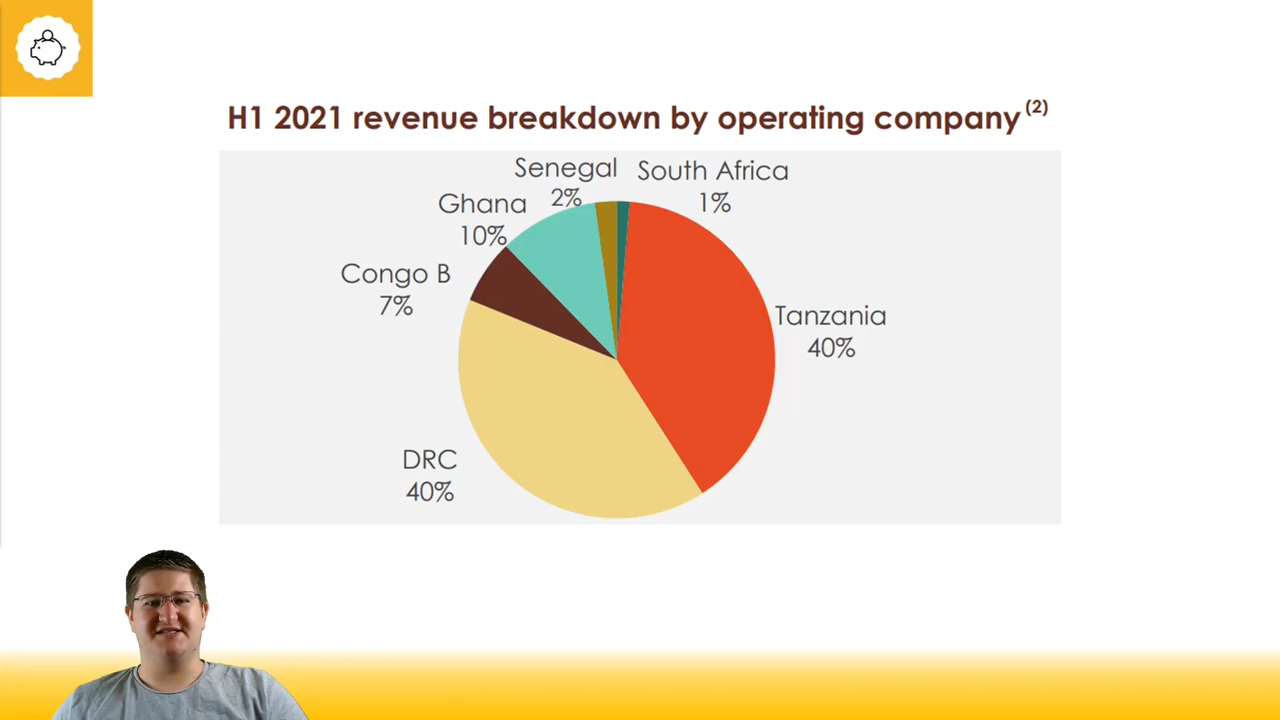 H1 2021 revenue breakdown by operating company (2)
Senegal
2%
South Africa
1%
Ghana
10%
Congo B
7%
Tanzania
40%
DRC
40%